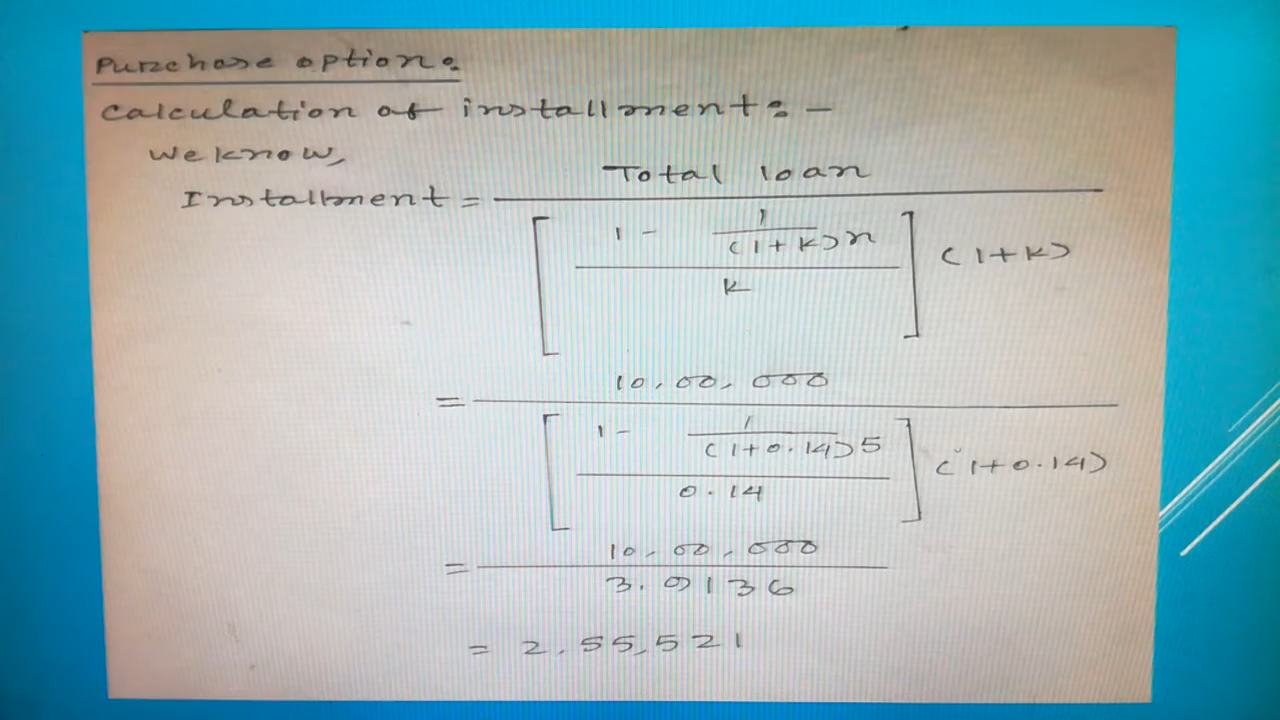 Purchase option:
Calculation of installment:-
We know,
Installment = Total loan
[ 1 - 1
(1+k)n ] (1+k)
k
= 10,00,000
[ 1 - 1
(1+0.14)5 ] (1+0.14)
0.14
= 10,00,000
3.9136
= 2,55,521